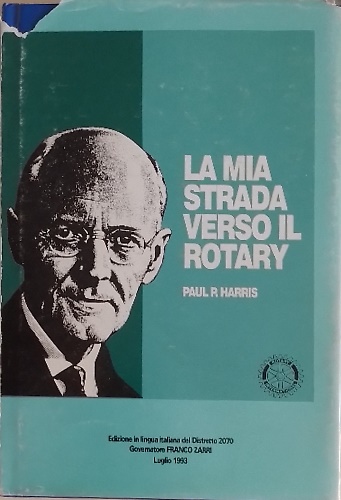 LA MIA
STRADA
VERSO IL
ROTARY
PAUL P. HARRIS
Edizione in lingua italiana del Distretto 2070
Governatore FRANCO ZARRI
Luglio 1993